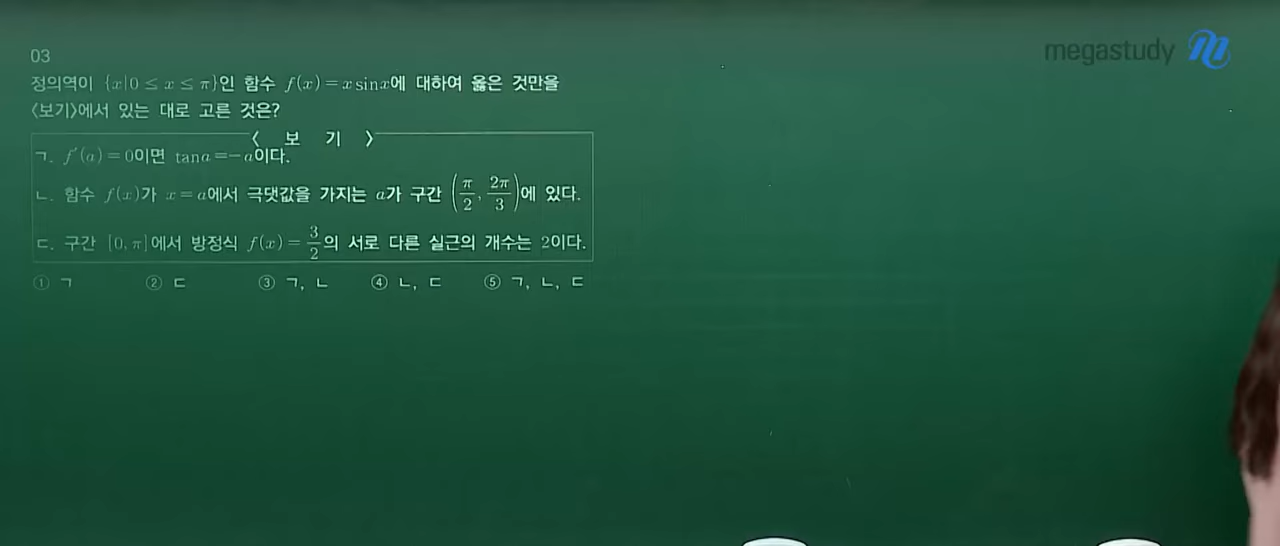 megastudy
03
정의역이 {x|0 ≤ x ≤ π}인 함수 f(x) = x sinx에 대하여 옳은 것만을
〈보기〉에서 있는 대로 고른 것은?
〈 보 기 〉
ㄱ. f′(a) = 0이면 tan a = −a이다.
ㄴ. 함수 f(x)가 x = a에서 극댓값을 가지는 a가 구간 (π/2, 2π/3)에 있다.
ㄷ. 구간 [0, π]에서 방정식 f(x) = 3/2의 서로 다른 실근의 개수는 2이다.
① ㄱ ② ㄷ ③ ㄱ, ㄴ ④ ㄴ, ㄷ ⑤ ㄱ, ㄴ, ㄷ